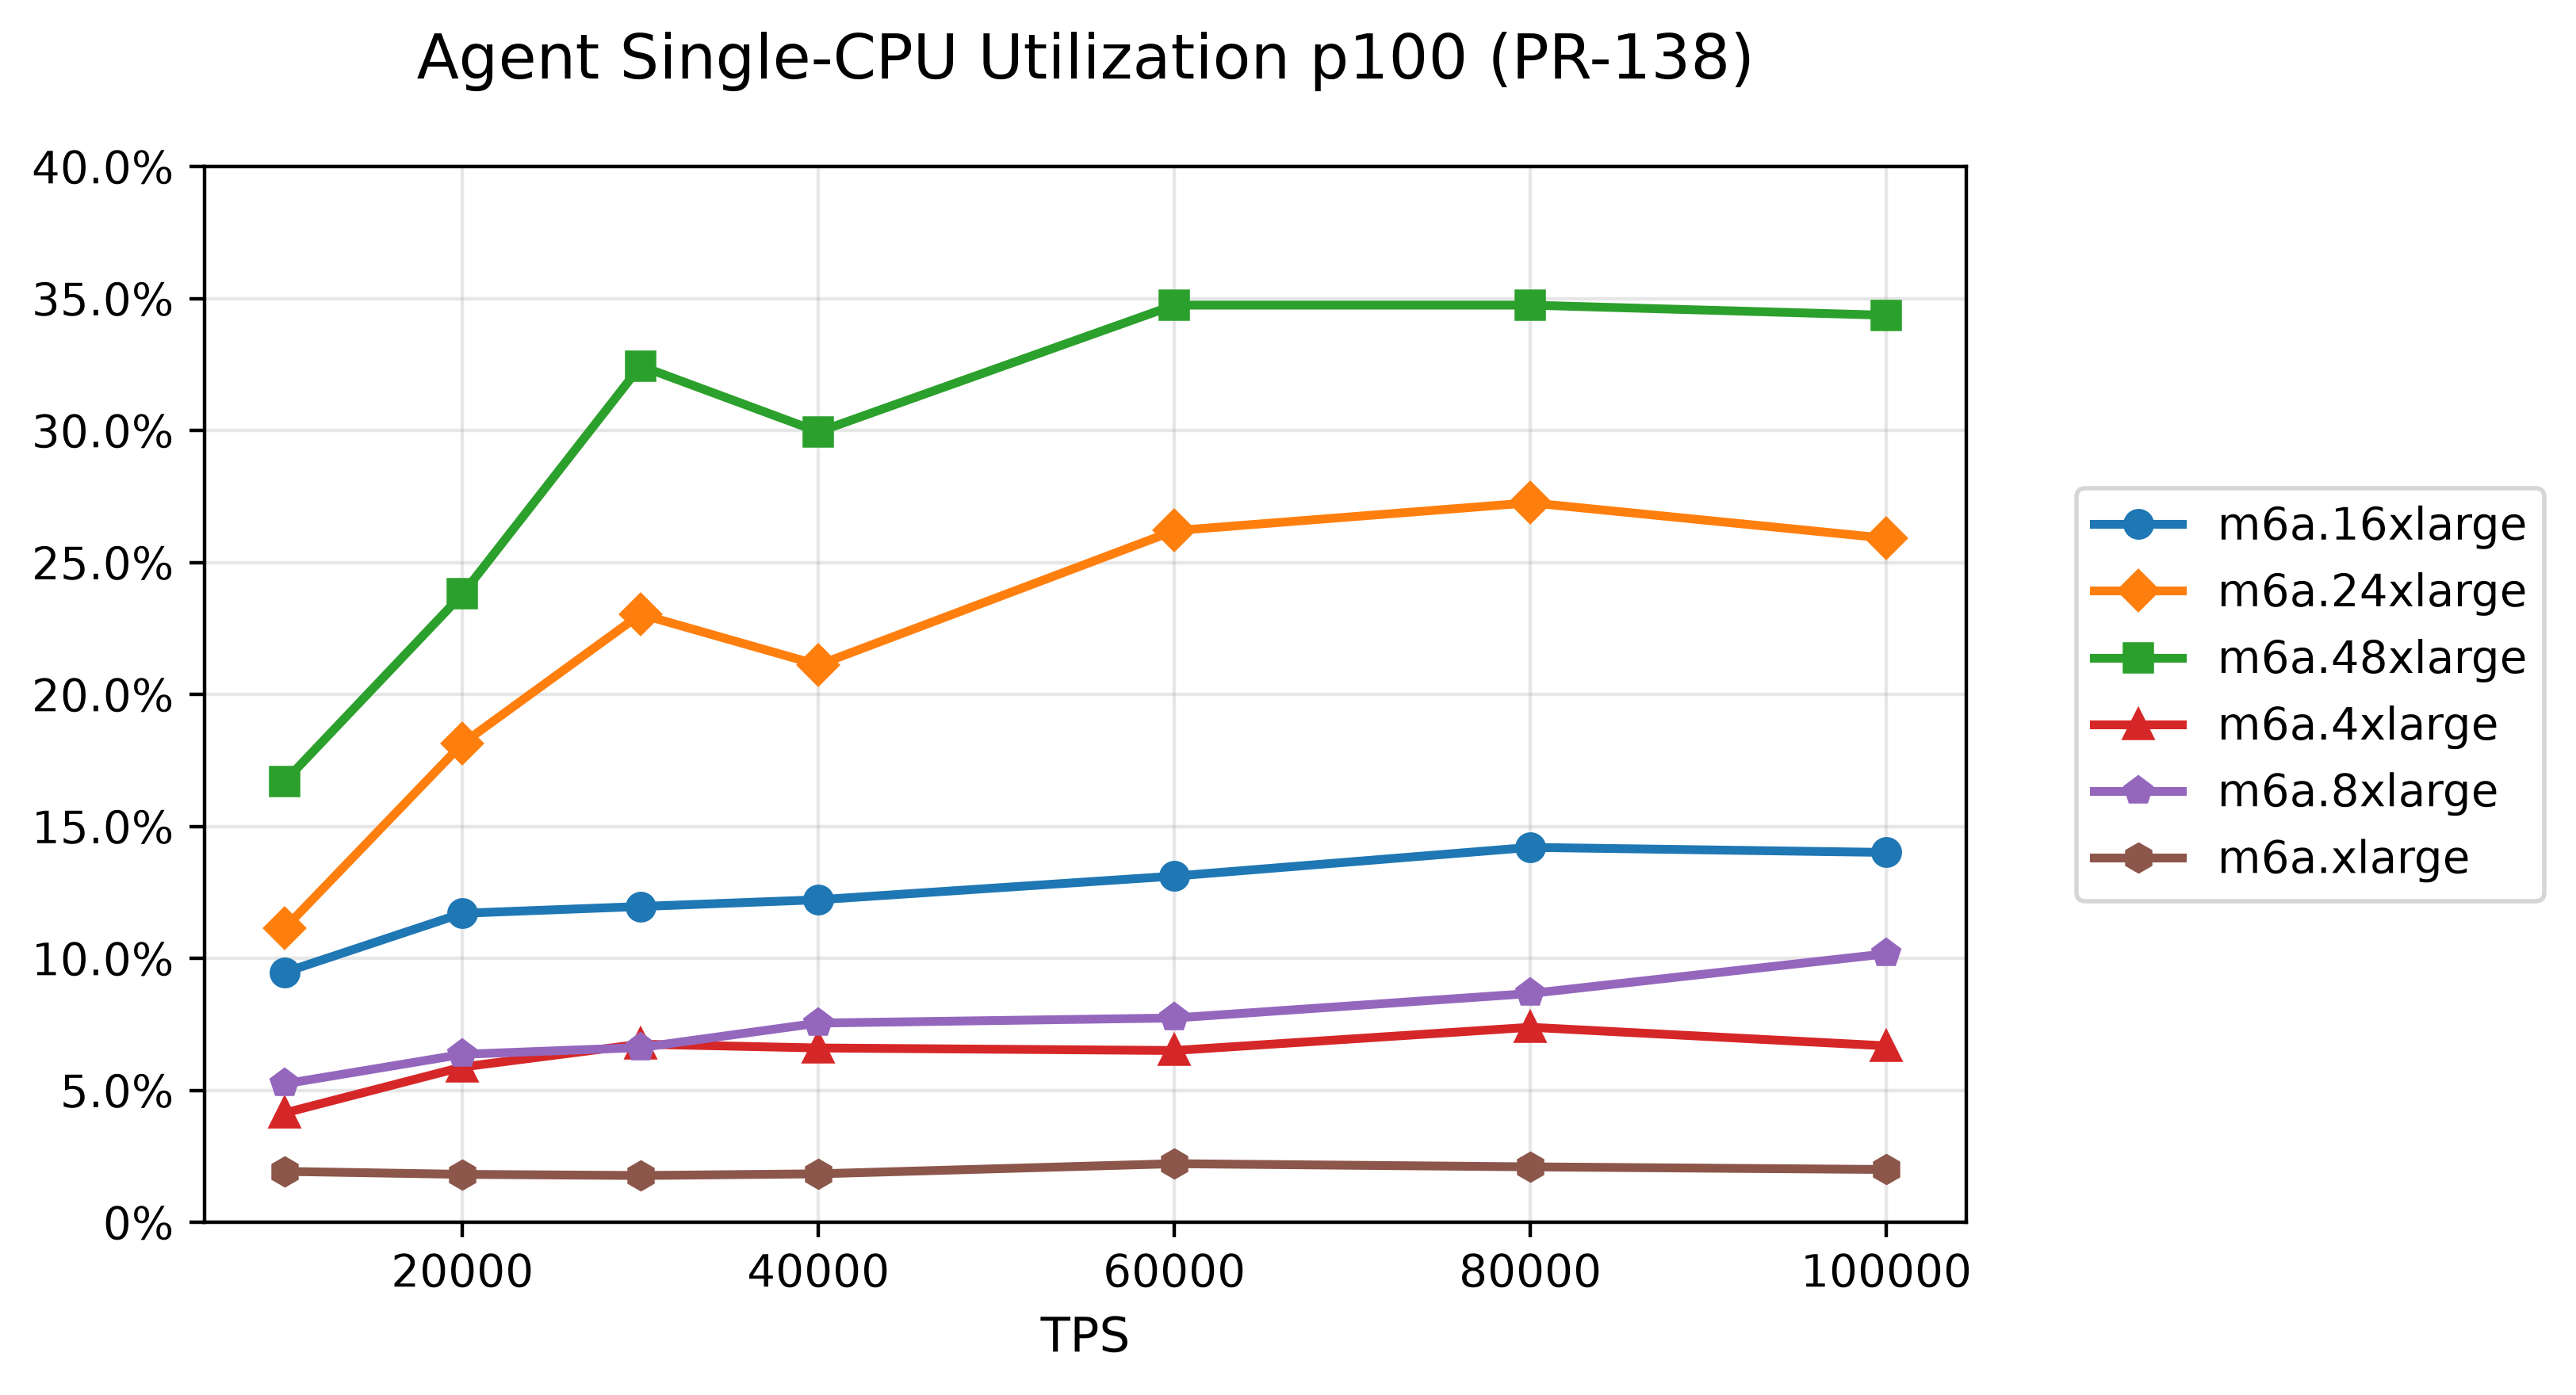 Agent Single-CPU Utilization p100 (PR-138)
40.0%
35.0%
30.0%
25.0%
20.0%
15.0%
10.0%
5.0%
0%
20000 40000 60000 80000 100000
TPS
m6a.16xlarge
m6a.24xlarge
m6a.48xlarge
m6a.4xlarge
m6a.8xlarge
m6a.xlarge